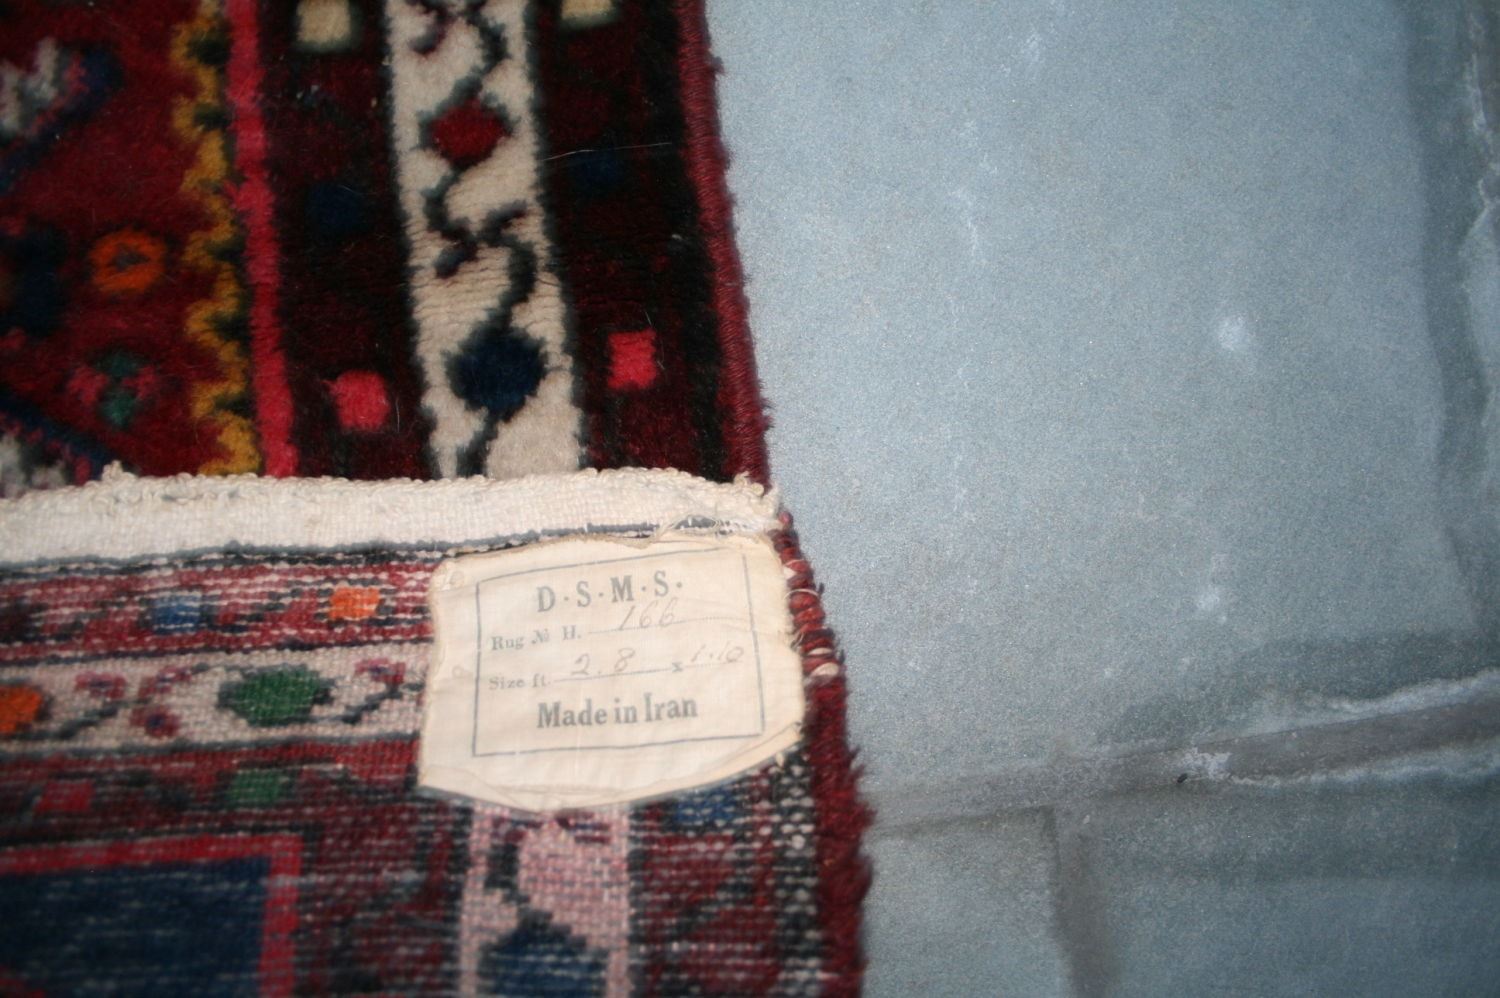 D·S·M·S·
Rug № H. 166
Size ft. 2.8 x 1.10
Made in Iran